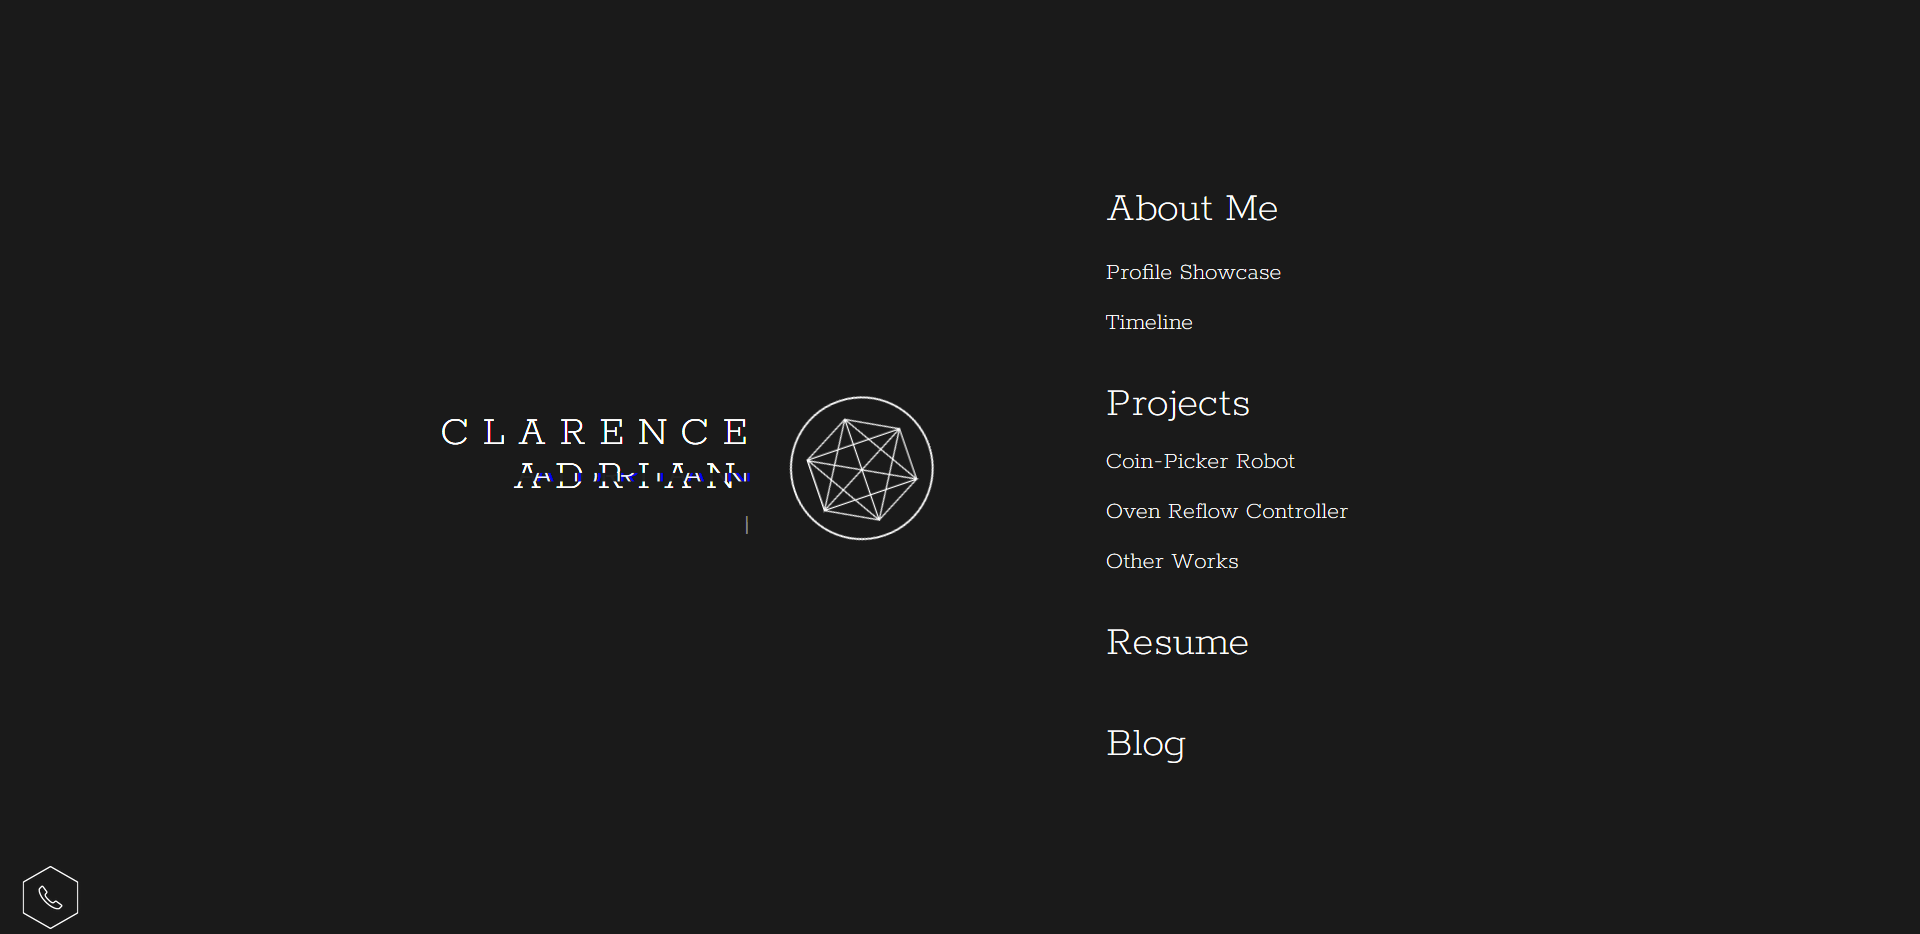 CLARENCE
ADRIAN
About Me
Profile Showcase
Timeline
Projects
Coin-Picker Robot
Oven Reflow Controller
Other Works
Resume
Blog